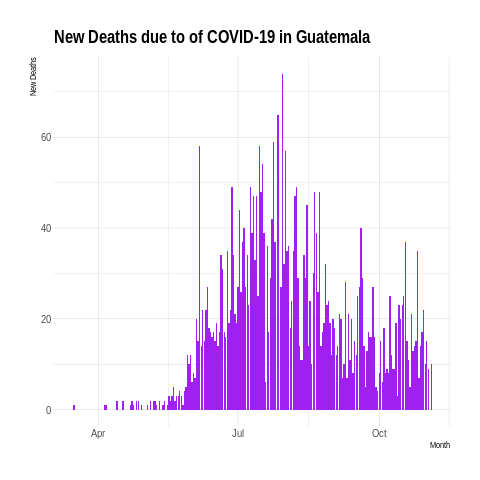 New Deaths due to of COVID-19 in Guatemala
New Deaths
60
40
20
0
Apr
Jul
Oct
Month